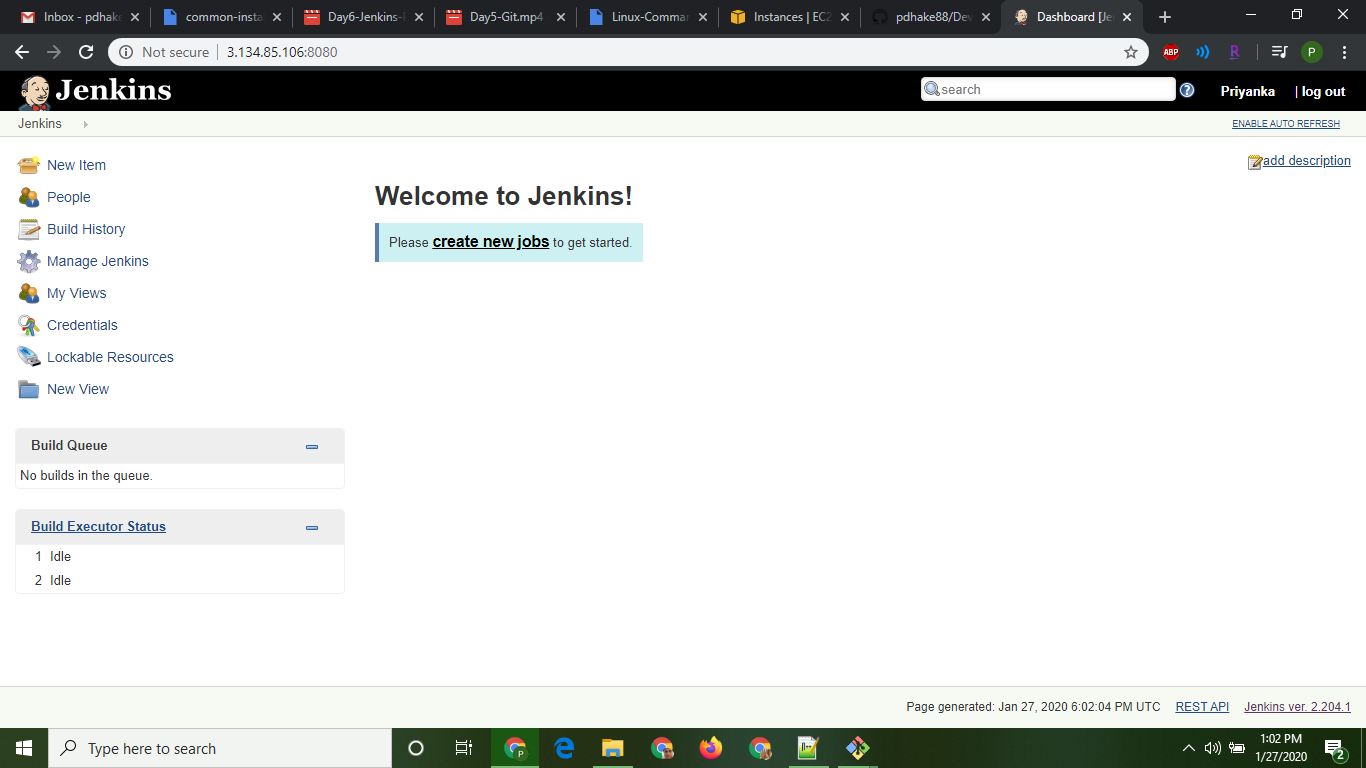 Inbox - pdhake
common-insta
Day6-Jenkins-
Day5-Git.mp4
Linux-Comman
Instances | EC2
pdhake88/Dev
Dashboard [Je
Not secure
3.134.85.106:8080
ABP
R
P
Jenkins
search
?
Priyanka
| log out
Jenkins
ENABLE AUTO REFRESH
New Item
People
Build History
Manage Jenkins
My Views
Credentials
Lockable Resources
New View
add description
Welcome to Jenkins!
Please create new jobs to get started.
Build Queue
No builds in the queue.
Build Executor Status
1 Idle
2 Idle
Page generated: Jan 27, 2020 6:02:04 PM UTC
REST API
Jenkins ver. 2.204.1
Type here to search
P
1:02 PM
1/27/2020
2